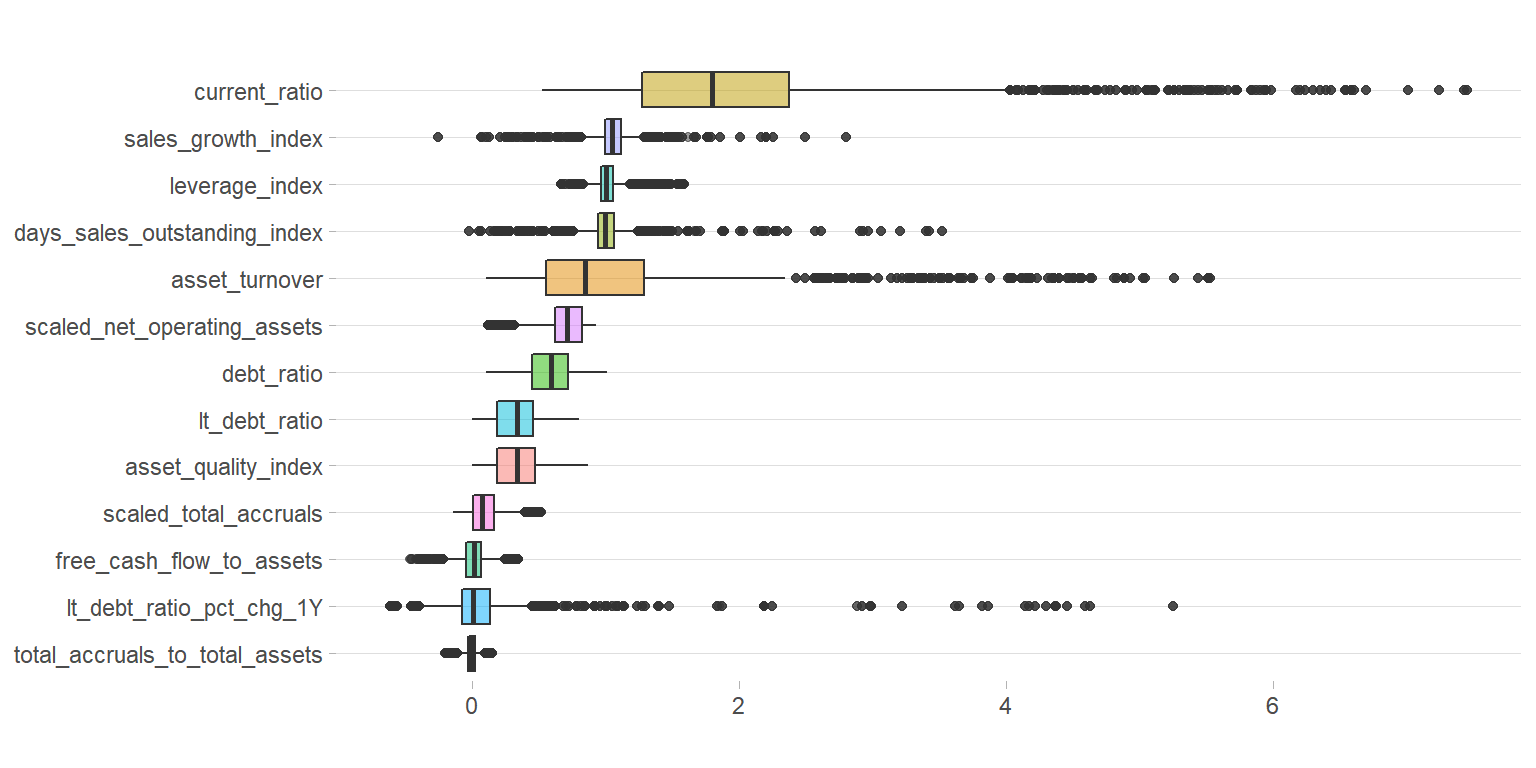 current_ratio
sales_growth_index
leverage_index
days_sales_outstanding_index
asset_turnover
scaled_net_operating_assets
debt_ratio
lt_debt_ratio
asset_quality_index
scaled_total_accruals
free_cash_flow_to_assets
lt_debt_ratio_pct_chg_1Y
total_accruals_to_total_assets
0 2 4 6